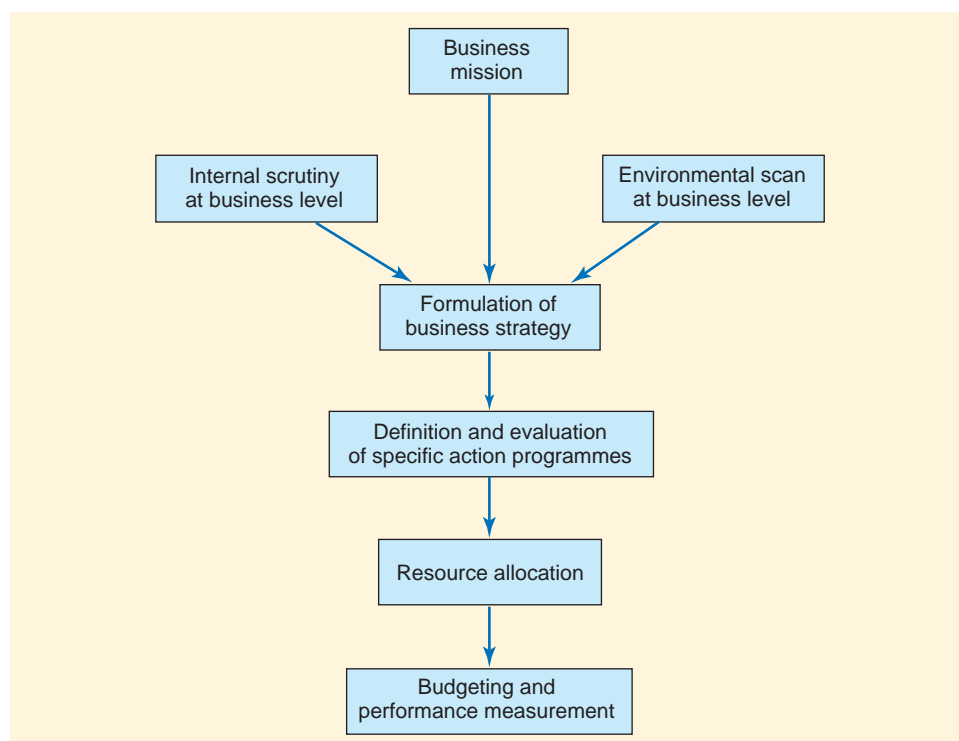 Business
mission
Internal scrutiny
at business level
Environmental scan
at business level
Formulation of
business strategy
Definition and evaluation
of specific action programmes
Resource allocation
Budgeting and
performance measurement